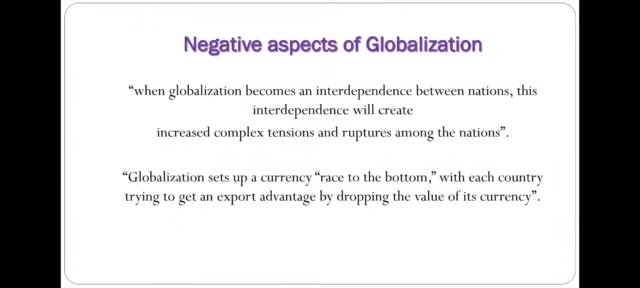 Negative aspects of Globalization
“when globalization becomes an interdependence between nations, this
interdependence will create
increased complex tensions and ruptures among the nations”.
“Globalization sets up a currency “race to the bottom,” with each country
trying to get an export advantage by dropping the value of its currency”.